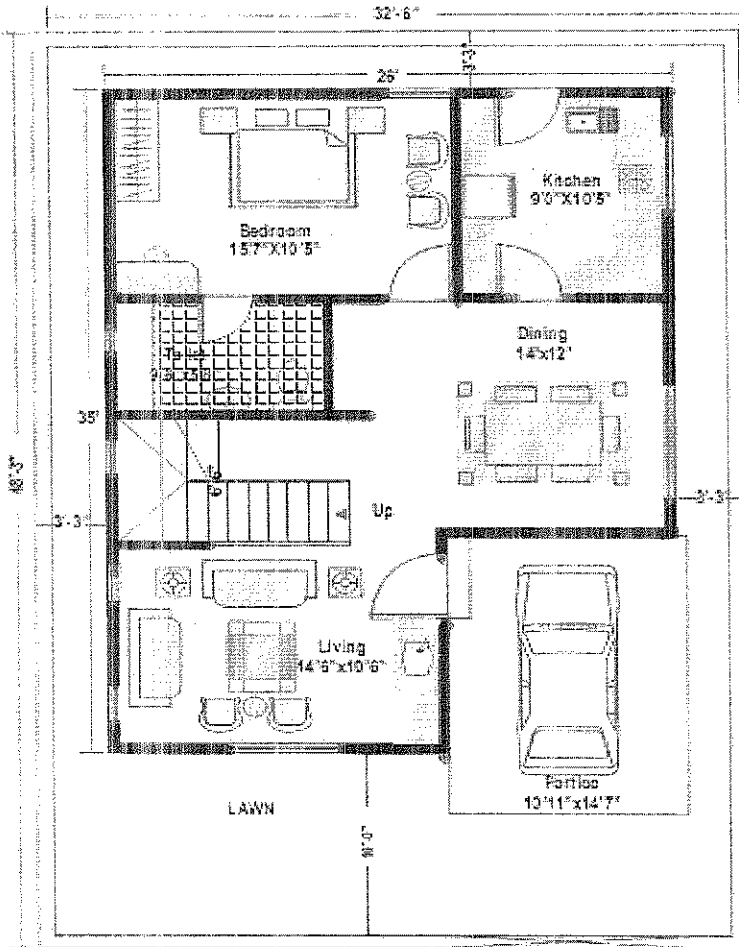 32'-6"
3'-3"
26'
Kitchen
9'0"X10'5"
Bedroom
15'7"X10'5"
Dining
14'x12'
Toilet
35'
48'-3"
3'-3"
3'-3
Up
Living
14'6"x10'6"
LAWN
10'11"x14'7"